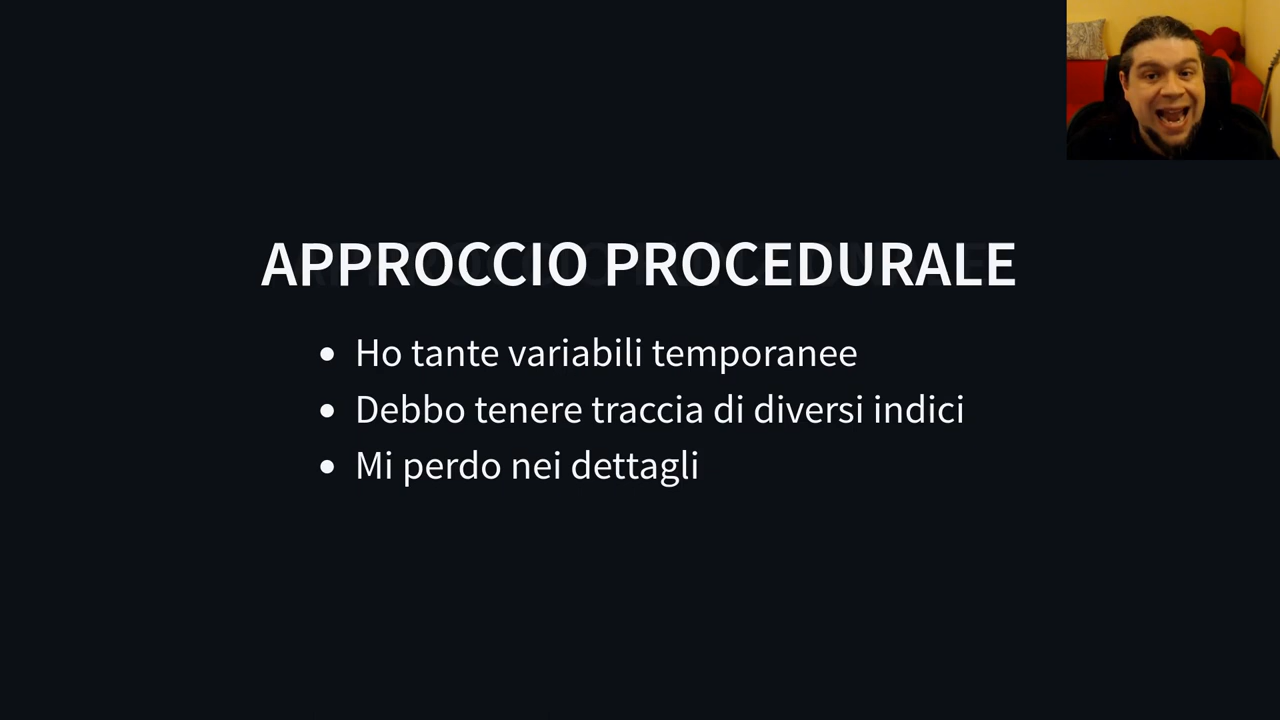 APPROCCIO PROCEDURALE
Ho tante variabili temporanee
Debbo tenere traccia di diversi indici
Mi perdo nei dettagli